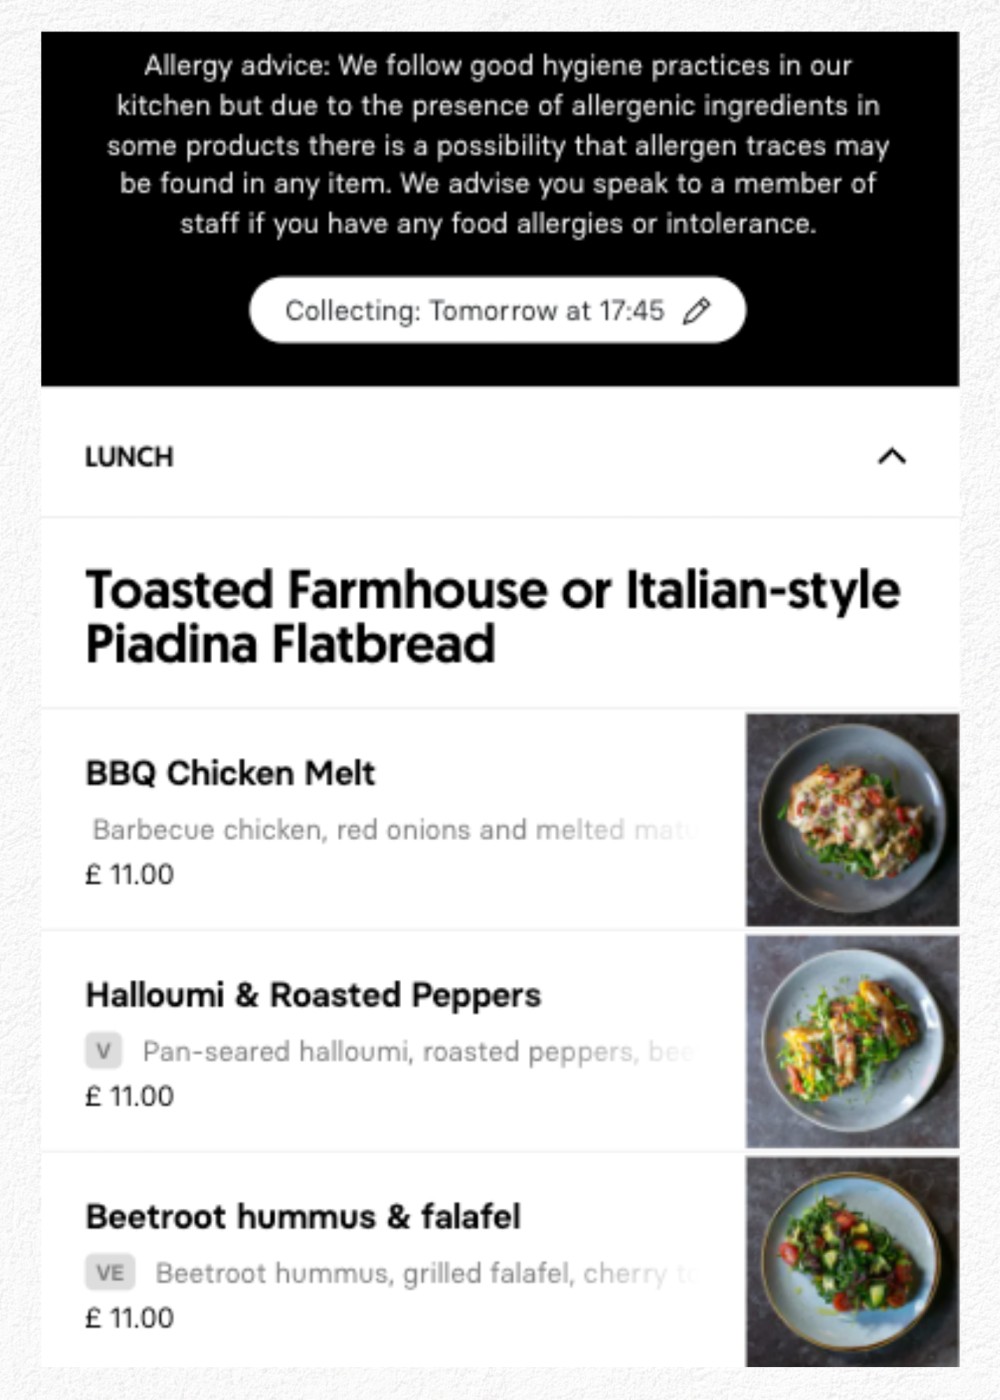 Allergy advice: We follow good hygiene practices in our
kitchen but due to the presence of allergenic ingredients in
some products there is a possibility that allergen traces may
be found in any item. We advise you speak to a member of
staff if you have any food allergies or intolerance.
Collecting: Tomorrow at 17:45
LUNCH
Toasted Farmhouse or Italian-style
Piadina Flatbread
BBQ Chicken Melt
Barbecue chicken, red onions and melted
£ 11.00
Halloumi & Roasted Peppers
V Pan-seared halloumi, roasted peppers,
£ 11.00
Beetroot hummus & falafel
VE Beetroot hummus, grilled falafel, cherry
£ 11.00